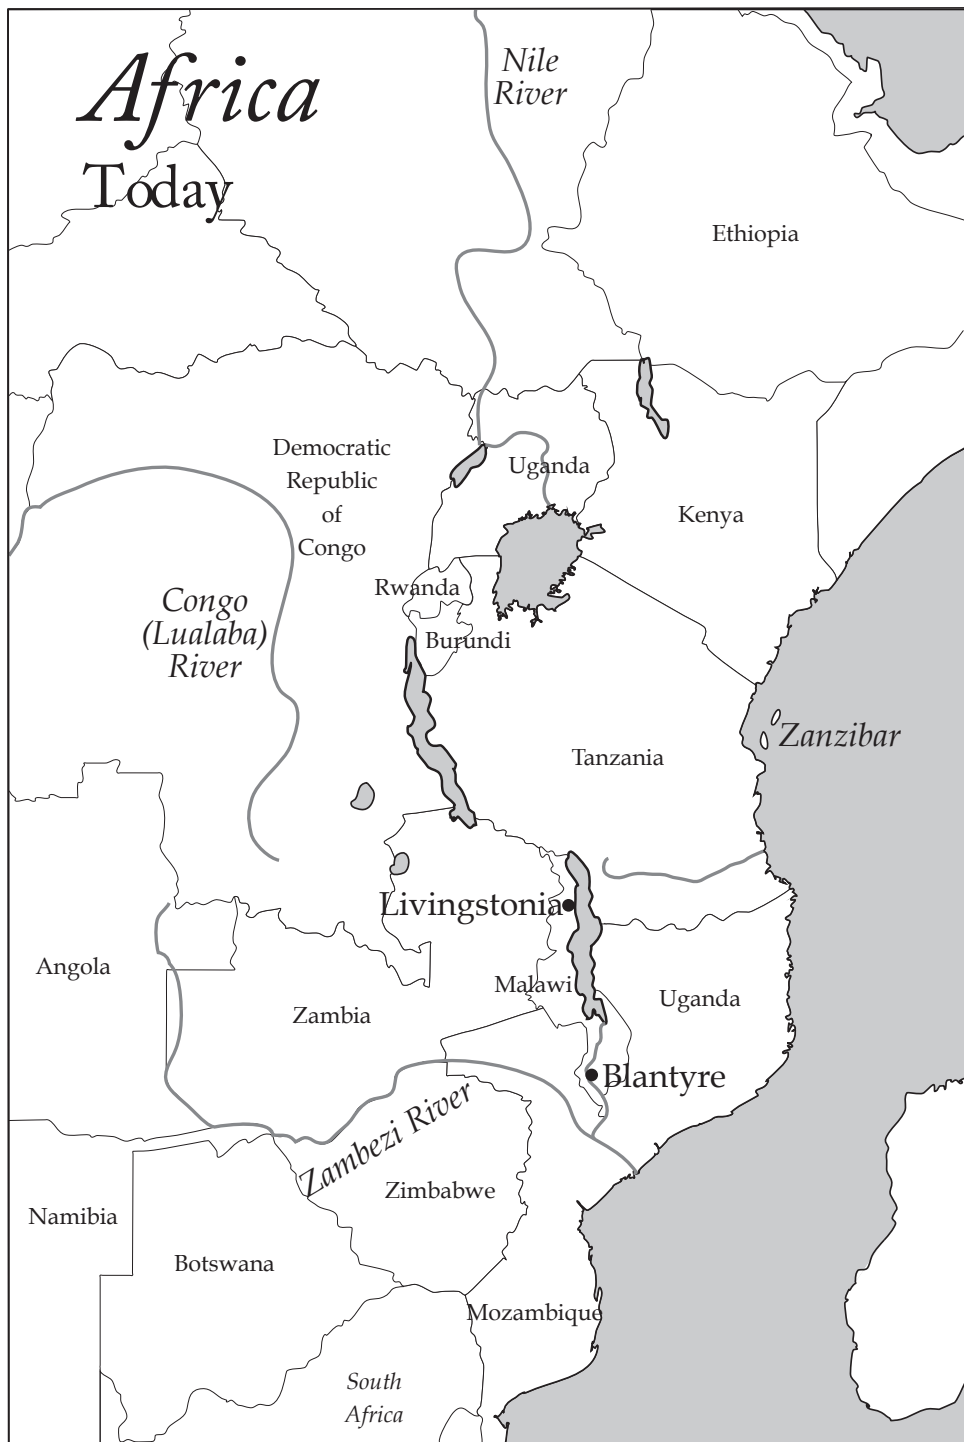 Africa
Today
Nile
River
Ethiopia
Democratic
Republic
of
Congo
Uganda
Kenya
Rwanda
Congo
(Lualaba)
River
Burundi
Zanzibar
Tanzania
Livingstonia
Angola
Malawi
Uganda
Zambia
Blantyre
Zambezi River
Zimbabwe
Namibia
Botswana
Mozambique
South
Africa